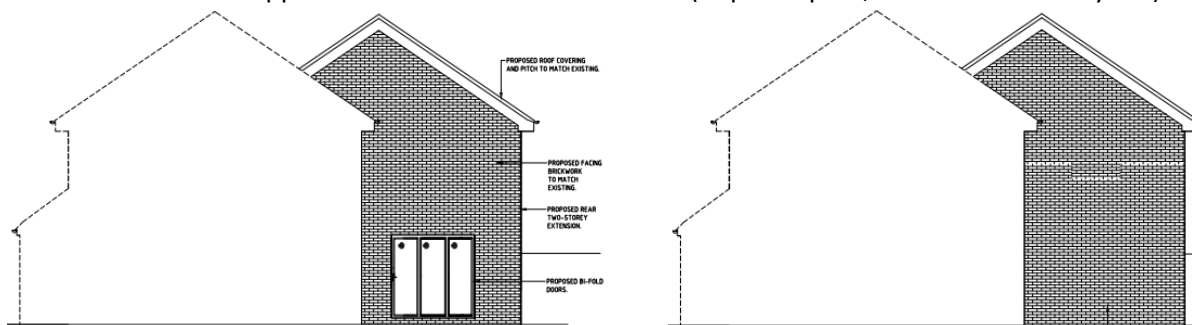 PROPOSED ROOF COVERING
AND PITCH TO MATCH EXISTING.
PROPOSED FACING
BRICKWORK
TO MATCH
EXISTING.
PROPOSED REAR
TWO-STOREY
EXTENSION.
PROPOSED BI-FOLD
DOORS.